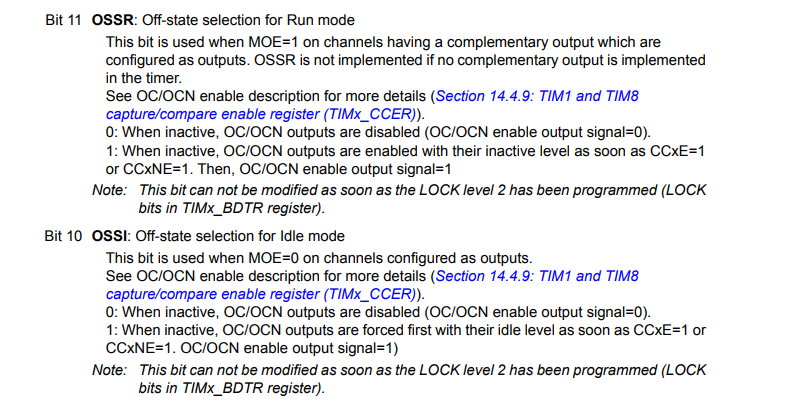 Bit 11 OSSR: Off-state selection for Run mode
This bit is used when MOE=1 on channels having a complementary output which are
configured as outputs. OSSR is not implemented if no complementary output is implemented
in the timer.
See OC/OCN enable description for more details (Section 14.4.9: TIM1 and TIM8
capture/compare enable register (TIMx_CCER)).
0: When inactive, OC/OCN outputs are disabled (OC/OCN enable output signal=0).
1: When inactive, OC/OCN outputs are enabled with their inactive level as soon as CCxE=1
or CCxNE=1. Then, OC/OCN enable output signal=1
Note: This bit can not be modified as soon as the LOCK level 2 has been programmed (LOCK
bits in TIMx_BDTR register).
Bit 10 OSSI: Off-state selection for Idle mode
This bit is used when MOE=0 on channels configured as outputs.
See OC/OCN enable description for more details (Section 14.4.9: TIM1 and TIM8
capture/compare enable register (TIMx_CCER)).
0: When inactive, OC/OCN outputs are disabled (OC/OCN enable output signal=0).
1: When inactive, OC/OCN outputs are forced first with their idle level as soon as CCxE=1 or
CCxNE=1. OC/OCN enable output signal=1)
Note: This bit can not be modified as soon as the LOCK level 2 has been programmed (LOCK
bits in TIMx_BDTR register).